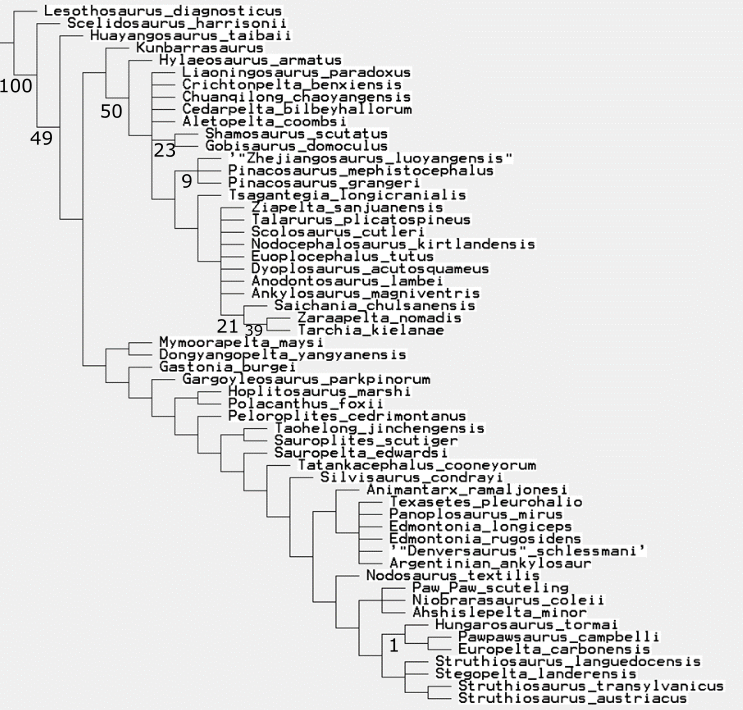 Lesothosaurus_diagnosticus
Scelidosaurus_harrisonii
Huayangosaurus_taibaii
Kunbarrasaurus
Hylaeosaurus_armatus
Liaoningosaurus_paradoxus
100
Crichtonpelta_benxiensis
Chuanqilong_chaoyangensis
50
Cedarpelta_bilbeyhallorum
Aletopelta_coombsi
49
Shamosaurus_scutatus
23
Gobisaurus_domoculus
'"Zhejiangosaurus_luoyangensis"
Pinacosaurus_mephistocephalus
9
Pinacosaurus_grangeri
Tsagantegia_longicranialis
Ziapelta_sanjuanensis
Talarurus_plicatospineus
Scolosaurus_cutleri
Nodocephalosaurus_kirtlandensis
Euoplocephalus_tutus
Dyoplosaurus_acutosquameus
Anodontosaurus_lambei
Ankylosaurus_magniventris
Saichania_chulsanensis
Zaraapelta_nomadis
21
39
Tarchia_kielanae
Mymoorapelta_maysi
Dongyangopelta_yangyanensis
Gastonia_burgei
Gargoyleosaurus_parkpinorum
Hoplitosaurus_marshi
Polacanthus_foxii
Peloroplites_cedrimontanus
Taohelong_jinchengensis
Sauroplites_scutiger
Sauropelta_edwardsi
Tatankacephalus_cooneyorum
Silvisaurus_condrayi
Animantarx_ramaljonesi
Texasetes_pleurohalio
Panoplosaurus_mirus
Edmontonia_longiceps
Edmontonia_rugosidens
'"Denversaurus"_schlessmani'
Argentinian_ankylosaur
Nodosaurus_textilis
Paw_Paw_scuteling
Niobrarasaurus_coleii
Ahshislepelta_minor
Hungarosaurus_tormai
Pawpawsaurus_campbelli
1
Europelta_carbonensis
Struthiosaurus_languedocensis
Stegopelta_landerensis
Struthiosaurus_transylvanicus
Struthiosaurus_austriacus